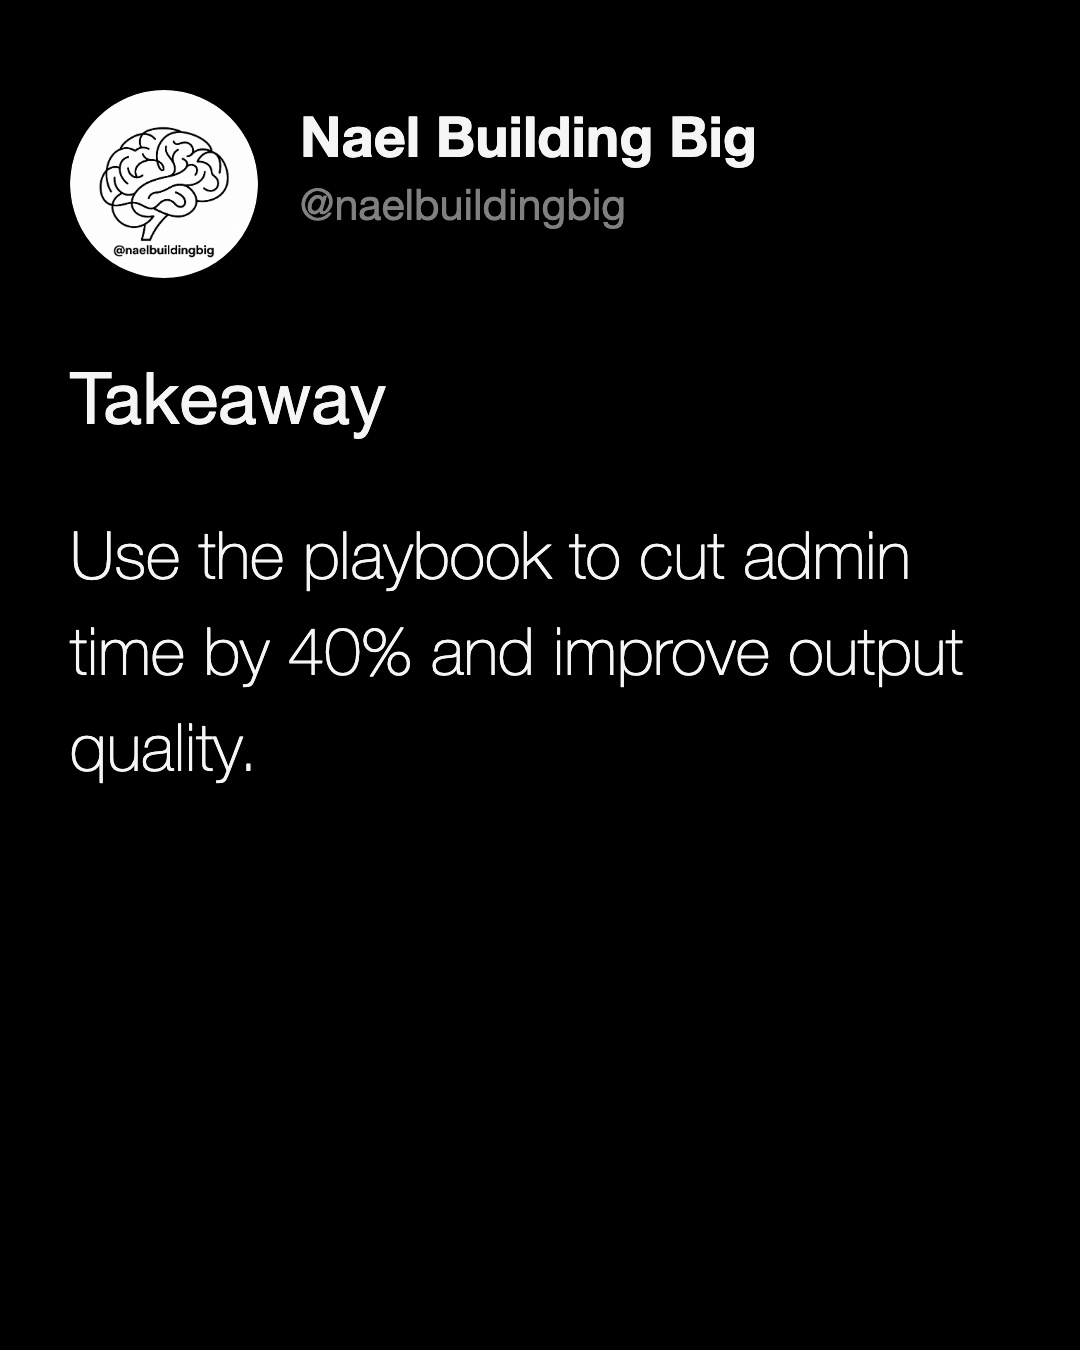 Nael Building Big
@naelbuildingbig
@naelbuildingbig
Takeaway
Use the playbook to cut admin
time by 40% and improve output
quality.